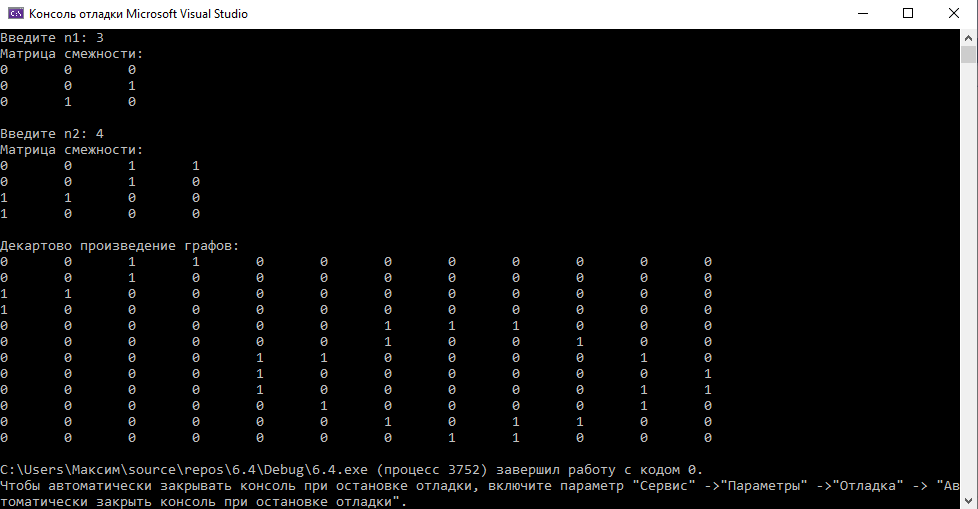 Консоль отладки Microsoft Visual Studio
Введите n1: 3
Матрица смежности:
0 0 0
0 0 1
0 1 0
Введите n2: 4
Матрица смежности:
0 0 1 1
0 0 1 0
1 1 0 0
1 0 0 0
Декартово произведение графов:
0 0 1 1 0 0 0 0 0 0 0 0
0 0 1 0 0 0 0 0 0 0 0 0
1 1 0 0 0 0 0 0 0 0 0 0
1 0 0 0 0 0 0 0 0 0 0 0
0 0 0 0 0 0 1 1 1 0 0 0
0 0 0 0 0 0 1 0 0 1 0 0
0 0 0 0 1 1 0 0 0 0 1 0
0 0 0 0 1 0 0 0 0 0 0 1
0 0 0 0 1 0 0 0 0 0 1 1
0 0 0 0 0 1 0 0 0 0 1 0
0 0 0 0 0 0 1 0 1 1 0 0
0 0 0 0 0 0 0 1 1 0 0 0
C:\Users\Максим\source\repos\6.4\Debug\6.4.exe (процесс 3752) завершил работу с кодом 0.
Чтобы автоматически закрывать консоль при остановке отладки, включите параметр "Сервис" ->"Параметры" ->"Отладка" -> "Ав
томатически закрыть консоль при остановке отладки".